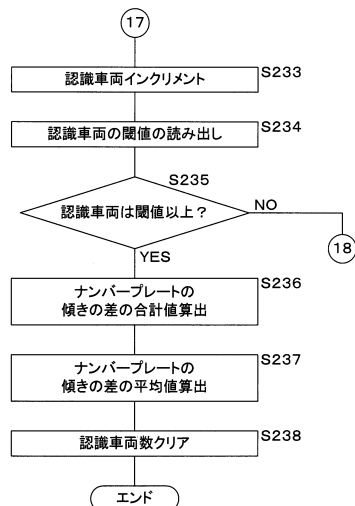 17
認識車両インクリメント
S233
認識車両の閾値の読み出し
S234
S235
認識車両は閾値以上？
NO
18
YES
ナンバープレートの
傾きの差の合計値算出
S236
ナンバープレートの
傾きの差の平均値算出
S237
認識車両数クリア
S238
エンド